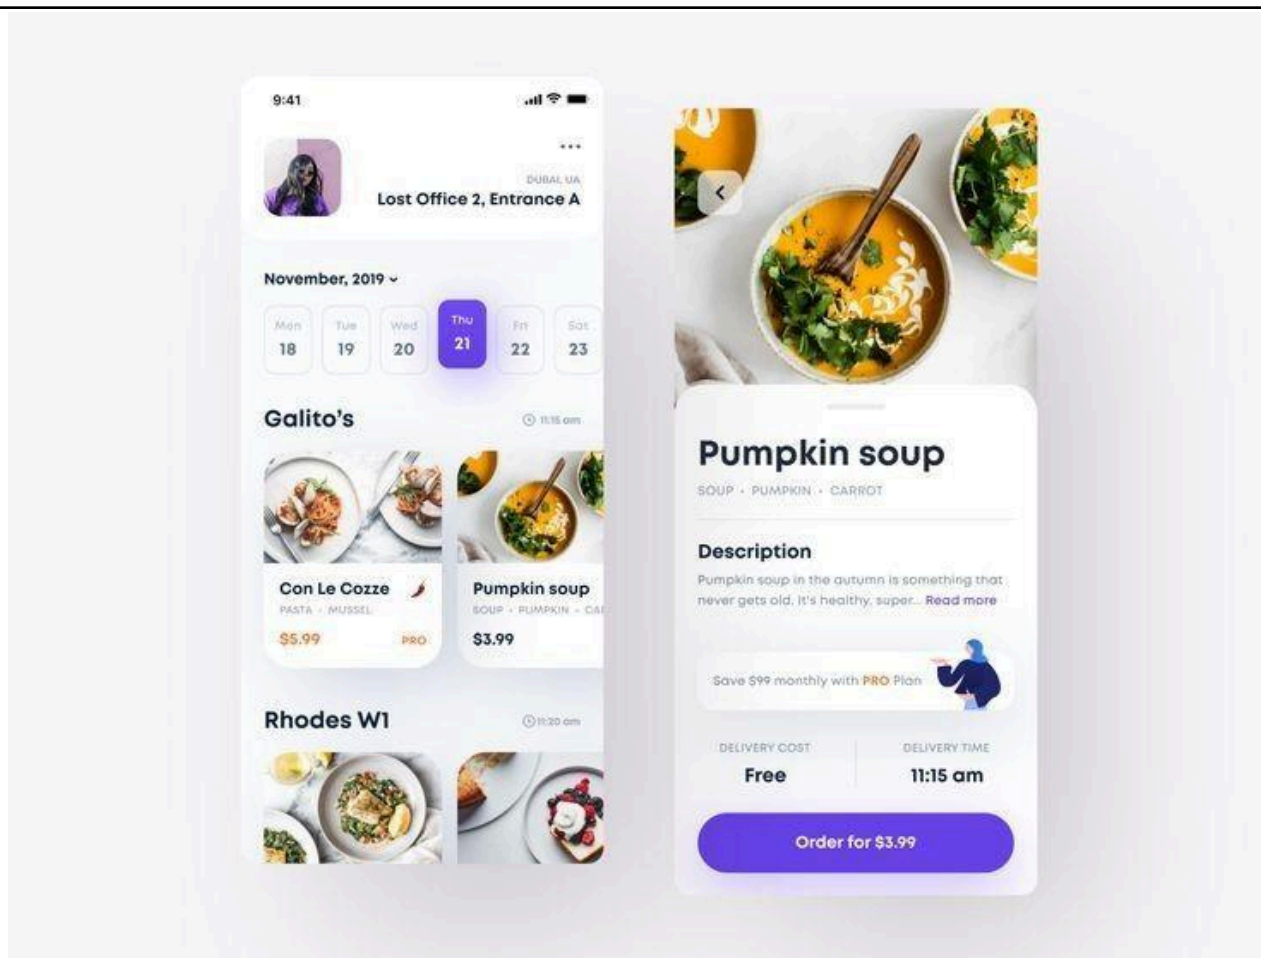 9:41
DUBAI, UA
Lost Office 2, Entrance A
November, 2019
Mon Tue Wed Thu Fri Sat
18 19 20 21 22 23
Galito's
11:15 am
Con Le Cozze
PASTA • MUSSEL
$5.99
PRO
Pumpkin soup
SOUP • PUMPKIN • CAR
$3.99
Rhodes W1
11:20 am
Pumpkin soup
SOUP • PUMPKIN • CARROT
Description
Pumpkin soup in the autumn is something that
never gets old. It's healthy, super... Read more
Save $99 monthly with PRO Plan
DELIVERY COST
Free
DELIVERY TIME
11:15 am
Order for $3.99